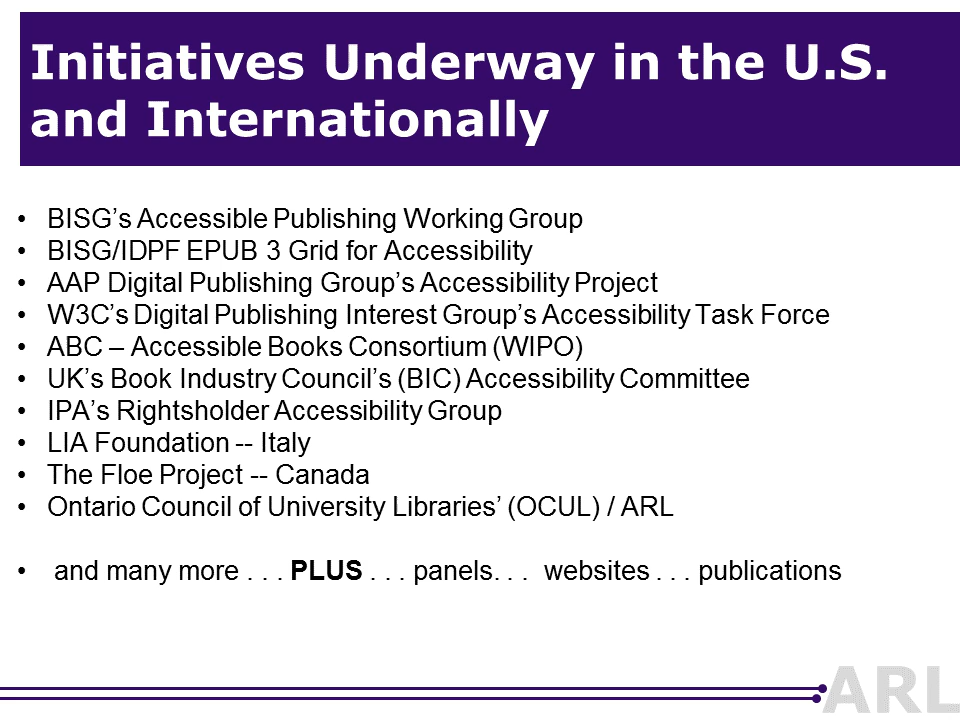 Initiatives Underway in the U.S.
and Internationally
• BISG’s Accessible Publishing Working Group
• BISG/IDPF EPUB 3 Grid for Accessibility
• AAP Digital Publishing Group’s Accessibility Project
• W3C’s Digital Publishing Interest Group’s Accessibility Task Force
• ABC – Accessible Books Consortium (WIPO)
• UK’s Book Industry Council’s (BIC) Accessibility Committee
• IPA’s Rightsholder Accessibility Group
• LIA Foundation -- Italy
• The Floe Project -- Canada
• Ontario Council of University Libraries’ (OCUL) / ARL
• and many more . . . PLUS . . . panels. . .  websites . . . publications
ARL